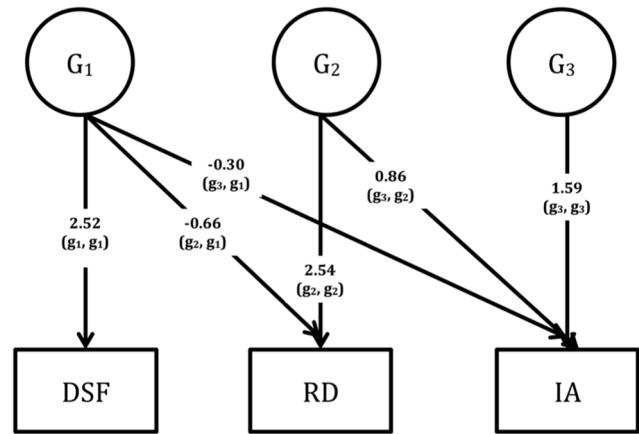 G₁
G₂
G₃
-0.30
(g₃, g₁)
0.86
(g₃, g₂)
1.59
(g₃, g₃)
2.52
(g₁, g₁)
-0.66
(g₂, g₁)
2.54
(g₂, g₂)
DSF
RD
IA